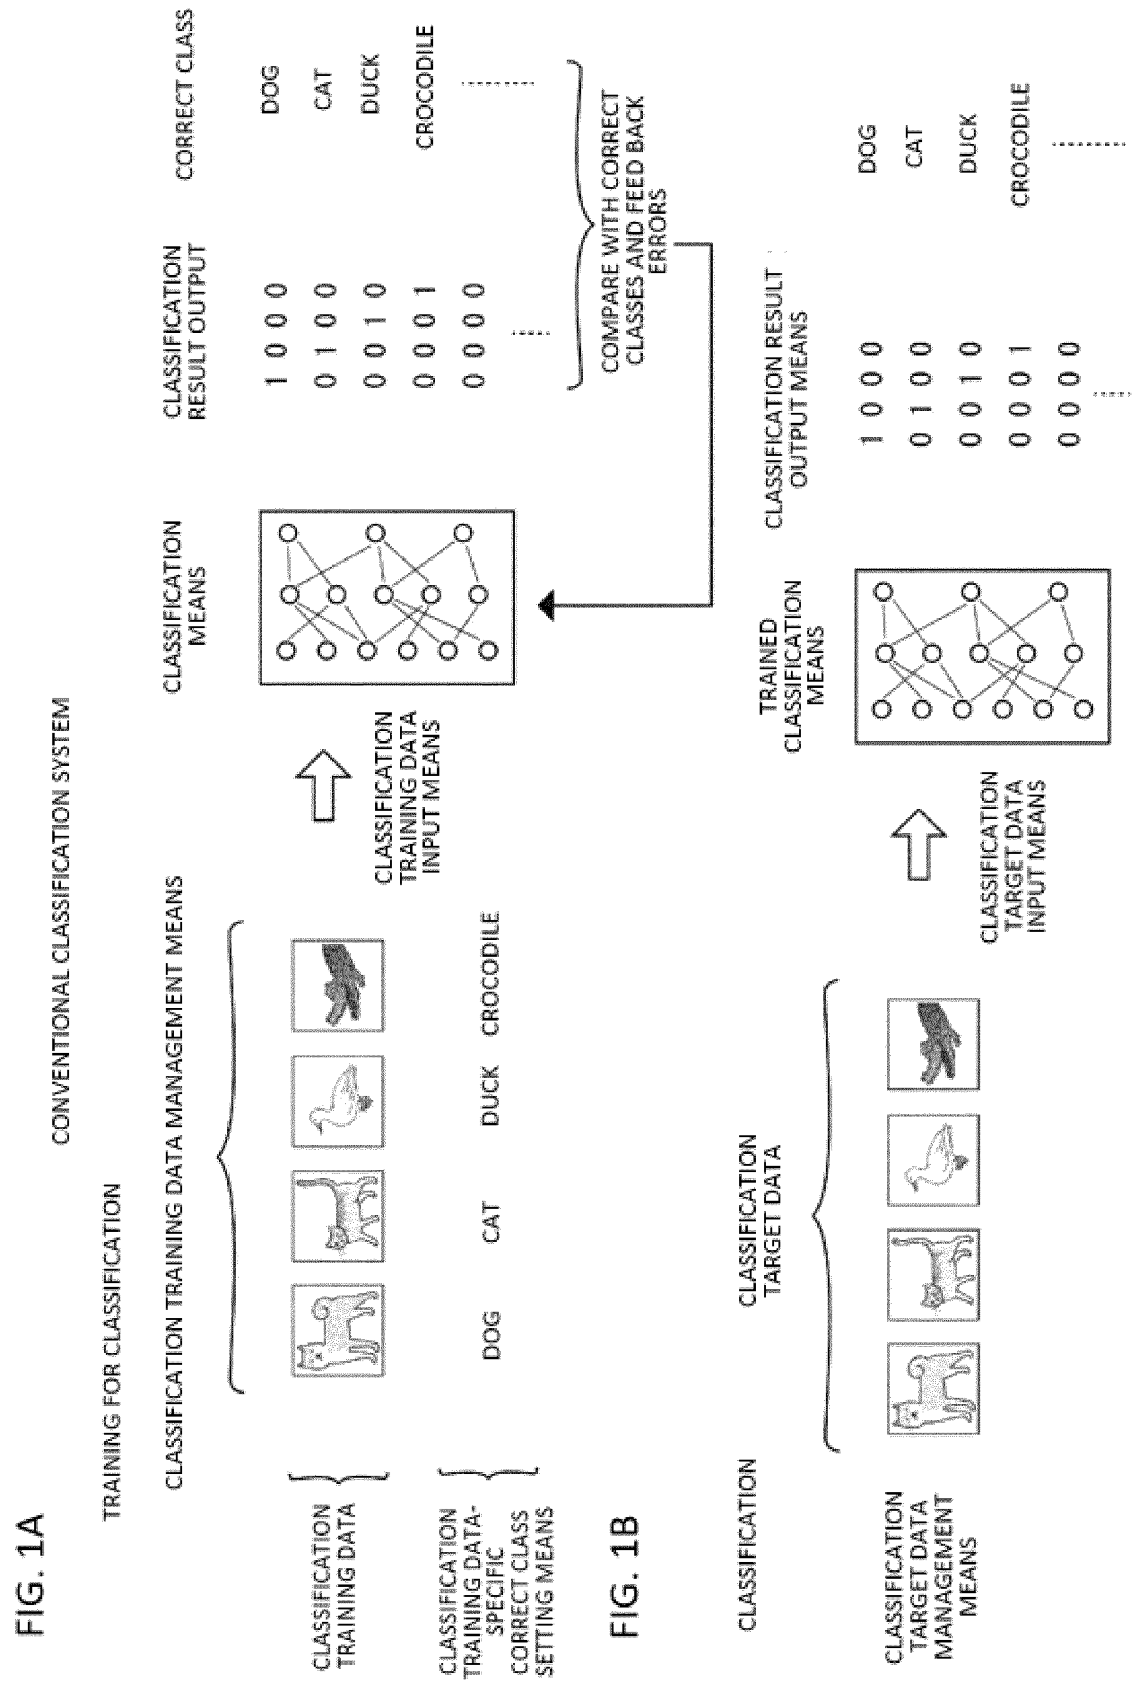 FIG. 1A
CONVENTIONAL CLASSIFICATION SYSTEM
TRAINING FOR CLASSIFICATION
CLASSIFICATION TRAINING DATA MANAGEMENT MEANS
CLASSIFICATION
MEANS
CLASSIFICATION
RESULT OUTPUT
CORRECT CLASS
CLASSIFICATION
TRAINING DATA
CLASSIFICATION
TRAINING DATA
INPUT MEANS
1 0 0 0
DOG
0 1 0 0
CAT
0 0 1 0
DUCK
0 0 0 1
CROCODILE
0 0 0 0
CLASSIFICATION
TRAINING DATA-
SPECIFIC
CORRECT CLASS
SETTING MEANS
DOG
CAT
DUCK
CROCODILE
COMPARE WITH CORRECT
CLASSES AND FEED BACK
ERRORS
FIG. 1B
CLASSIFICATION
CLASSIFICATION
TARGET DATA
TRAINED
CLASSIFICATION
MEANS
CLASSIFICATION RESULT
OUTPUT MEANS
CLASSIFICATION
TARGET DATA
MANAGEMENT
MEANS
CLASSIFICATION
TARGET DATA
INPUT MEANS
1 0 0 0
DOG
0 1 0 0
CAT
0 0 1 0
DUCK
0 0 0 1
CROCODILE
0 0 0 0